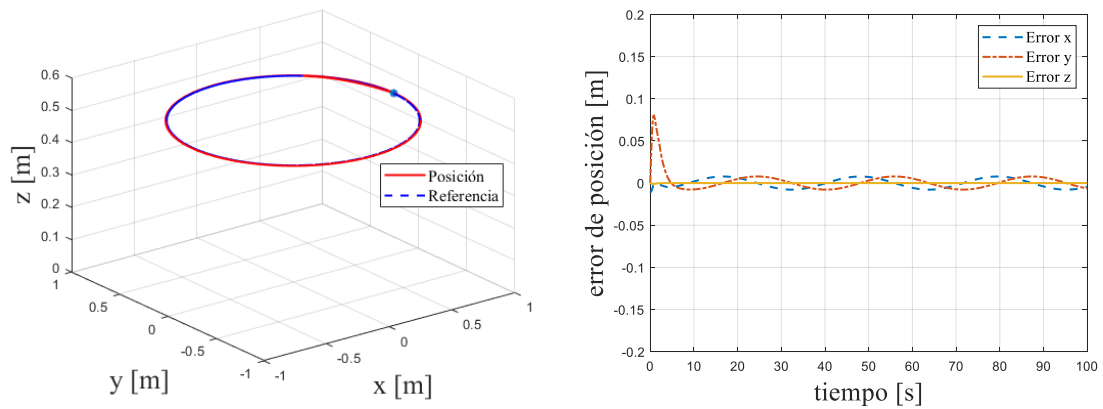 0.6
0.5
0.4
0.3
0.2
0.1
0
z [m]
1
0.5
0
-0.5
-1
y [m]
-1
-0.5
0
0.5
1
x [m]
Posición
Referencia
0.2
0.15
0.1
0.05
0
-0.05
-0.1
-0.15
-0.2
error de posición [m]
Error x
Error y
Error z
0 10 20 30 40 50 60 70 80 90 100
tiempo [s]